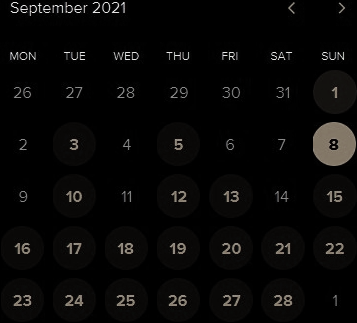 September 2021 < >
MON TUE WED THU FRI SAT SUN
26 27 28 29 30 31 1
2 3 4 5 6 7 8
9 10 11 12 13 14 15
16 17 18 19 20 21 22
23 24 25 26 27 28 1